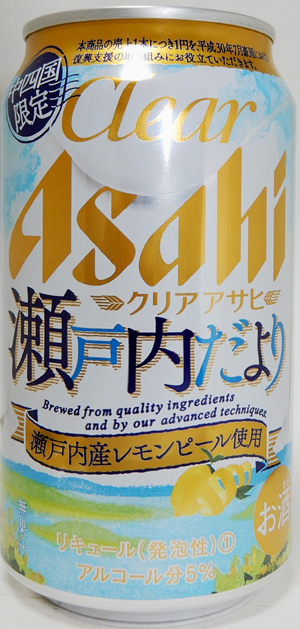 本商品の売上1本につき1円を、平成30年7月豪雨
復興支援の取り組みにお役立ていただきます。
中四国
限定
Clear
Asahi
クリアアサヒ
瀬戸内だより
Brewed from quality ingredients
and by our advanced techniques.
瀬戸内産レモンピール使用
お酒
リキュール(発泡性)①
アルコール分5%